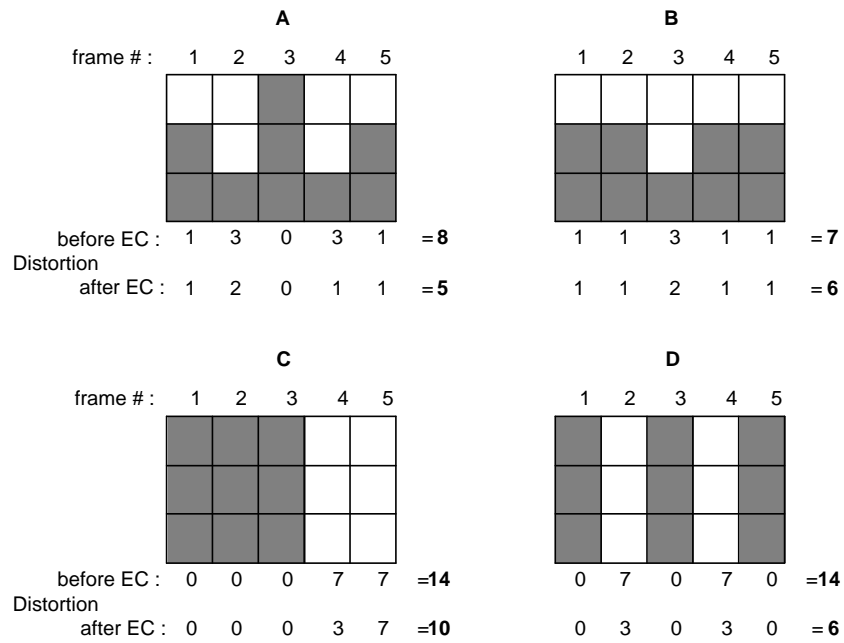 A
frame # : 1 2 3 4 5
before EC : 1 3 0 3 1 = 8
Distortion
after EC : 1 2 0 1 1 = 5
B
1 2 3 4 5
1 1 3 1 1 = 7
1 1 2 1 1 = 6
C
frame # : 1 2 3 4 5
before EC : 0 0 0 7 7 =14
Distortion
after EC : 0 0 0 3 7 =10
D
1 2 3 4 5
0 7 0 7 0 =14
0 3 0 3 0 = 6